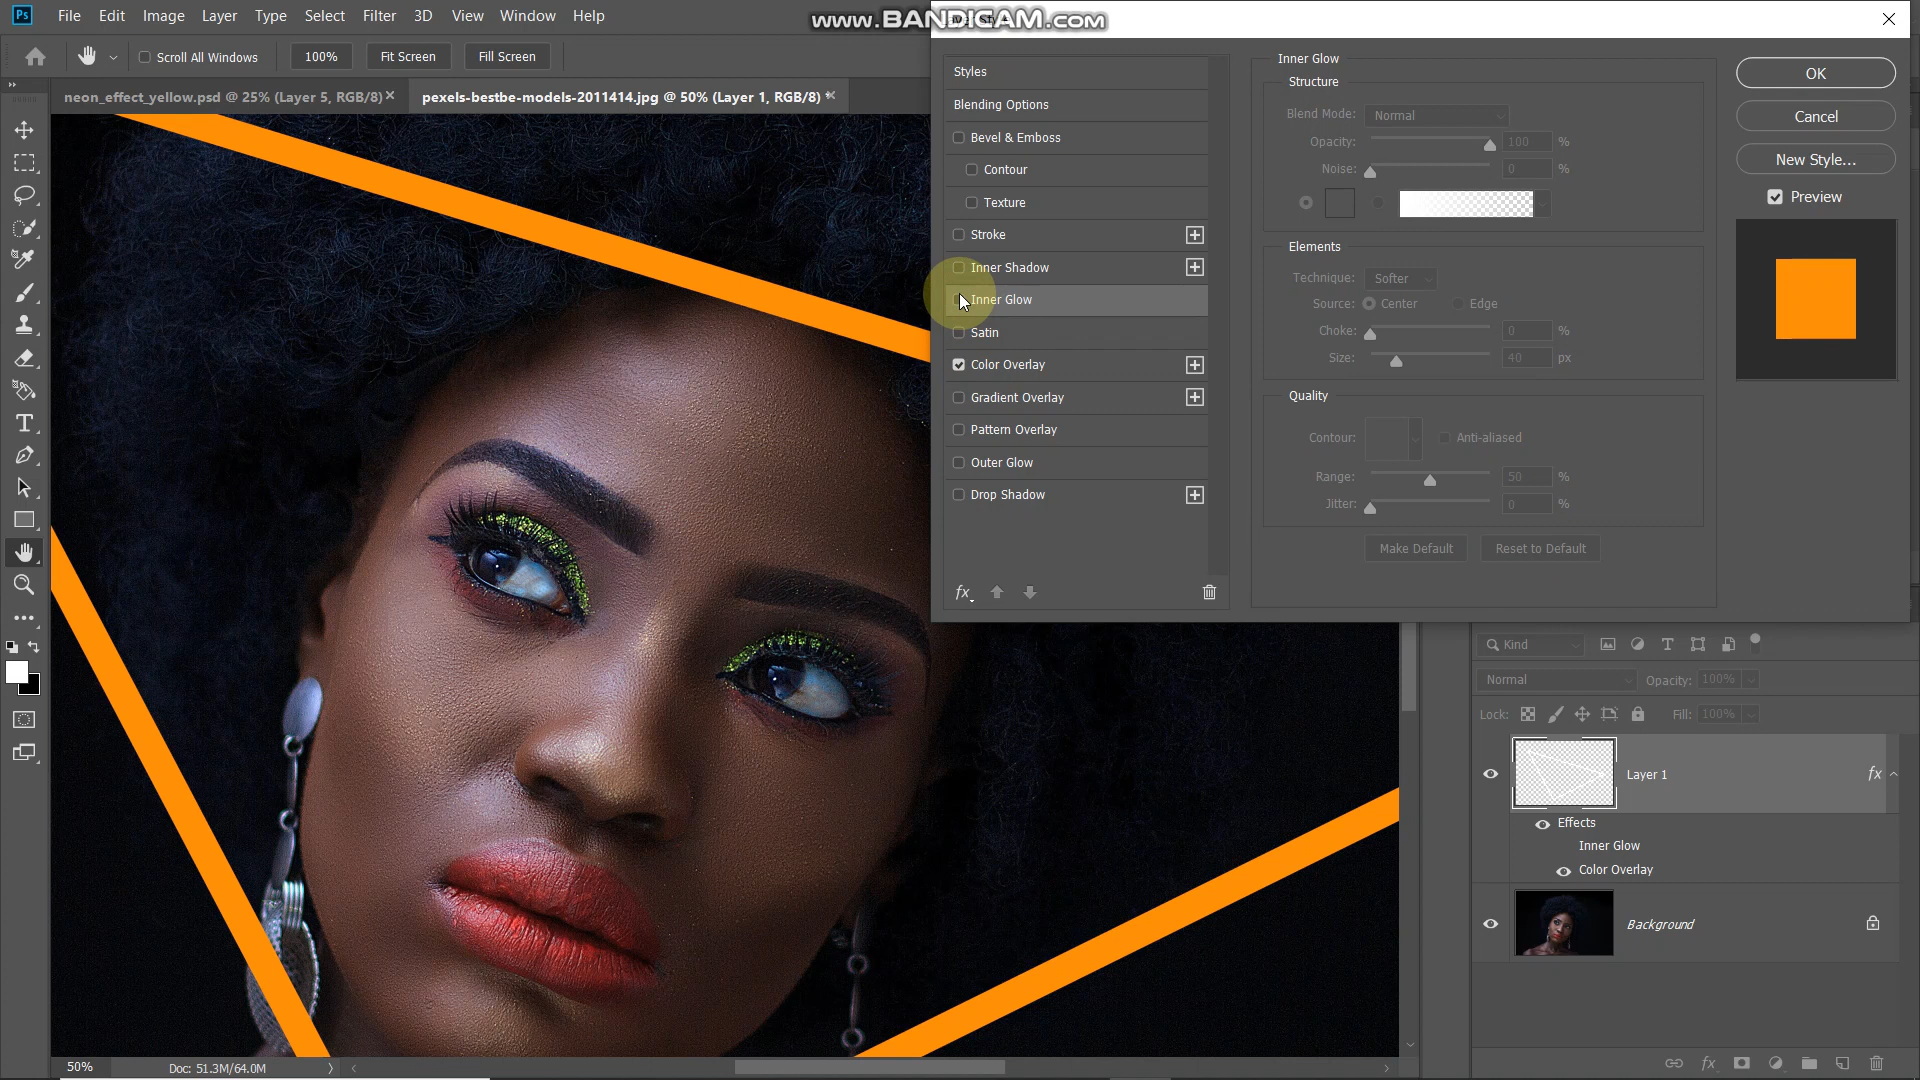 Ps File Edit Image Layer Type Select Filter 3D View Window Help
www.BANDICAM.com
Scroll All Windows 100% Fit Screen Fill Screen
neon_effect_yellow.psd @ 25% (Layer 5, RGB/8)
pexels-bestbe-models-2011414.jpg @ 50% (Layer 1, RGB/8)
Styles
Blending Options
Bevel & Emboss
Contour
Texture
Stroke
Inner Shadow
Inner Glow
Satin
Color Overlay
Gradient Overlay
Pattern Overlay
Outer Glow
Drop Shadow
fx
Inner Glow
Structure
Blend Mode: Normal
Opacity: 100 %
Noise: 0 %
Elements
Technique: Softer
Source: Center Edge
Choke: 0 %
Size: 40 px
Quality
Contour: Anti-aliased
Range: 50 %
Jitter: 0 %
Make Default Reset to Default
OK
Cancel
New Style...
Preview
Kind
Normal Opacity: 100%
Lock: Fill: 100%
Layer 1 fx
Effects
Inner Glow
Color Overlay
Background
fx
50% Doc: 51.3M/64.0M